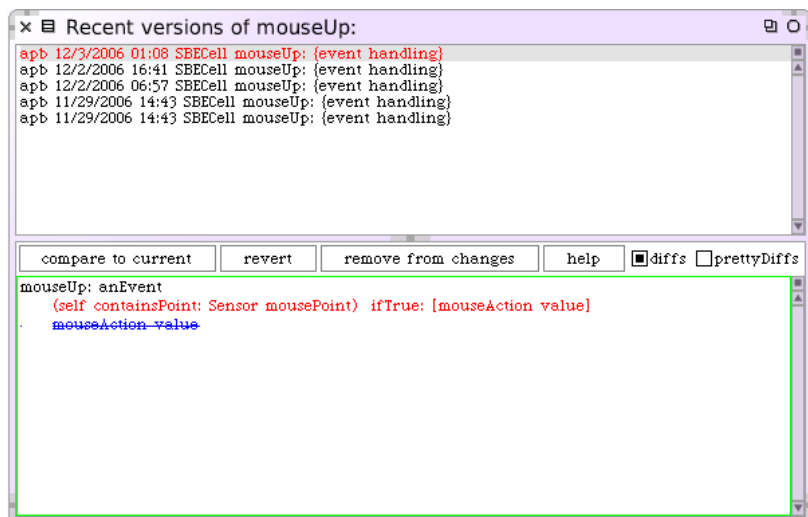 Recent versions of mouseUp:
apb 12/3/2006 01:08 SBECell mouseUp: {event handling}
apb 12/2/2006 16:41 SBECell mouseUp: {event handling}
apb 12/2/2006 06:57 SBECell mouseUp: {event handling}
apb 11/29/2006 14:43 SBECell mouseUp: {event handling}
apb 11/29/2006 14:43 SBECell mouseUp: {event handling}
compare to current revert remove from changes help diffs prettyDiffs
mouseUp: anEvent
(self containsPoint: Sensor mousePoint) ifTrue: [mouseAction value]
mouseAction value